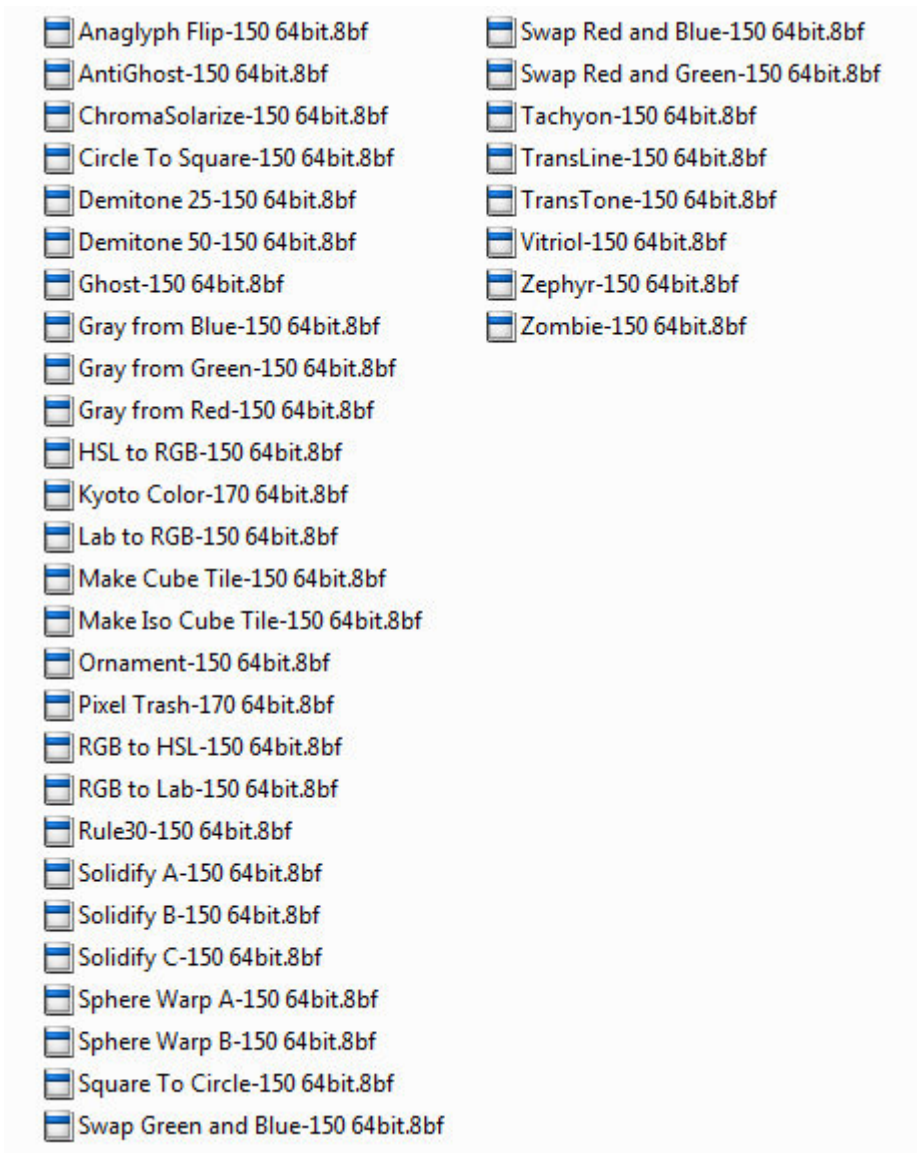 Anaglyph Flip-150 64bit.8bf
AntiGhost-150 64bit.8bf
ChromaSolarize-150 64bit.8bf
Circle To Square-150 64bit.8bf
Demitone 25-150 64bit.8bf
Demitone 50-150 64bit.8bf
Ghost-150 64bit.8bf
Gray from Blue-150 64bit.8bf
Gray from Green-150 64bit.8bf
Gray from Red-150 64bit.8bf
HSL to RGB-150 64bit.8bf
Kyoto Color-170 64bit.8bf
Lab to RGB-150 64bit.8bf
Make Cube Tile-150 64bit.8bf
Make Iso Cube Tile-150 64bit.8bf
Ornament-150 64bit.8bf
Pixel Trash-170 64bit.8bf
RGB to HSL-150 64bit.8bf
RGB to Lab-150 64bit.8bf
Rule30-150 64bit.8bf
Solidify A-150 64bit.8bf
Solidify B-150 64bit.8bf
Solidify C-150 64bit.8bf
Sphere Warp A-150 64bit.8bf
Sphere Warp B-150 64bit.8bf
Square To Circle-150 64bit.8bf
Swap Green and Blue-150 64bit.8bf
Swap Red and Blue-150 64bit.8bf
Swap Red and Green-150 64bit.8bf
Tachyon-150 64bit.8bf
TransLine-150 64bit.8bf
TransTone-150 64bit.8bf
Vitriol-150 64bit.8bf
Zephyr-150 64bit.8bf
Zombie-150 64bit.8bf